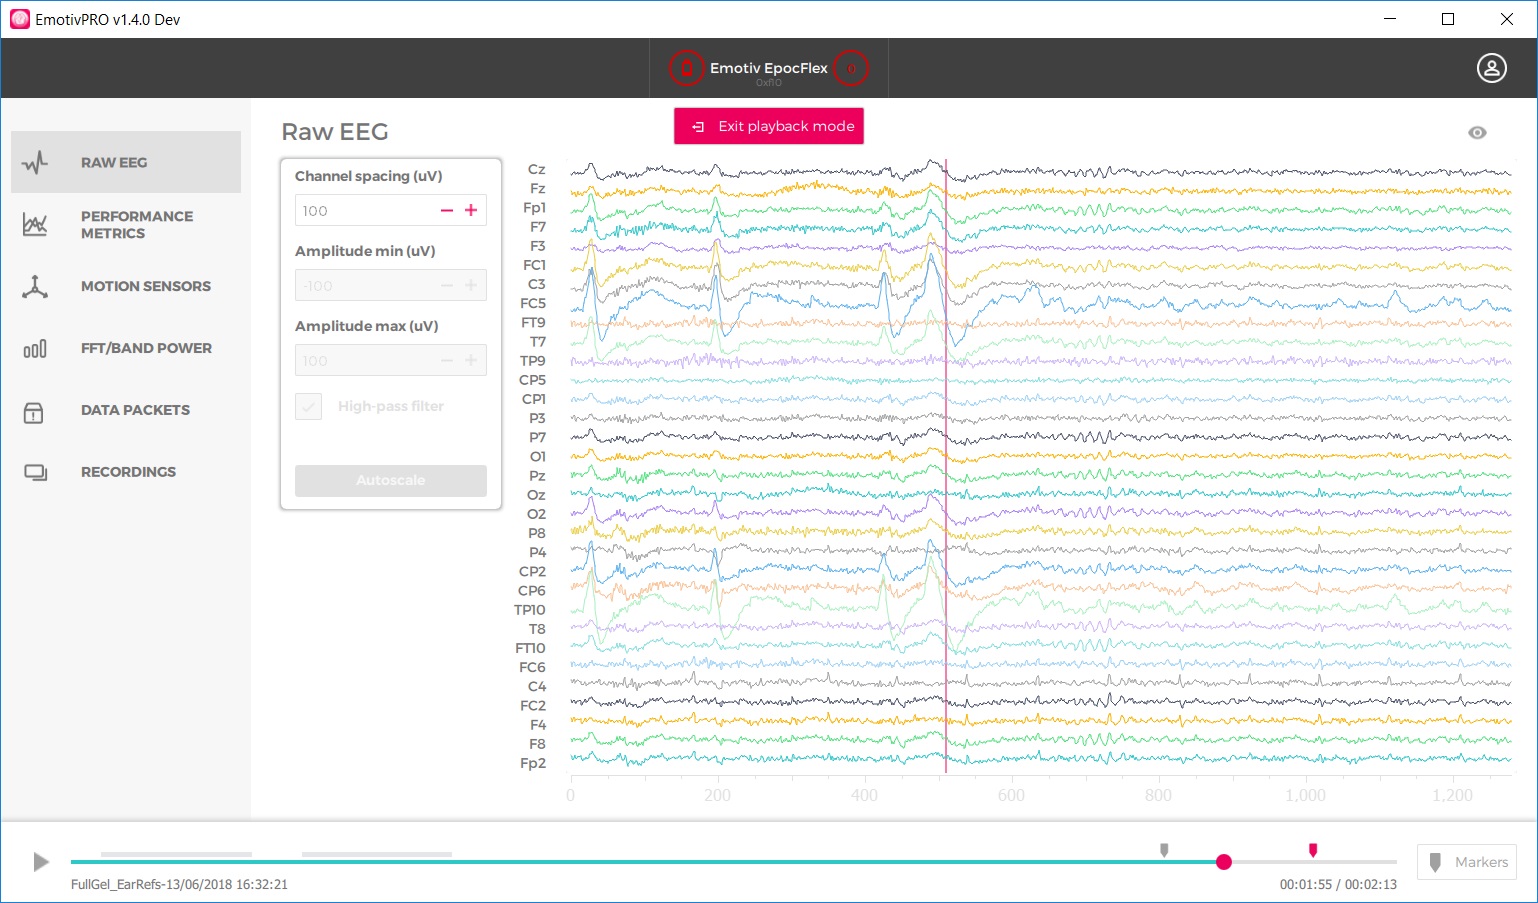 EmotivPRO v1.4.0 Dev
Emotiv EpocFlex
0
0xf10
Raw EEG
Exit playback mode
RAW EEG
PERFORMANCE
METRICS
MOTION SENSORS
FFT/BAND POWER
DATA PACKETS
RECORDINGS
Channel spacing (uV)
100
Amplitude min (uV)
-100
Amplitude max (uV)
100
High-pass filter
Autoscale
Cz
Fz
Fp1
F7
F3
FC1
C3
FC5
FT9
T7
TP9
CP5
CP1
P3
P7
O1
Pz
Oz
O2
P8
P4
CP2
CP6
TP10
T8
FT10
FC6
C4
FC2
F4
F8
Fp2
0 200 400 600 800 1,000 1,200
FullGel_EarRefs-13/06/2018 16:32:21
00:01:55 / 00:02:13
Markers